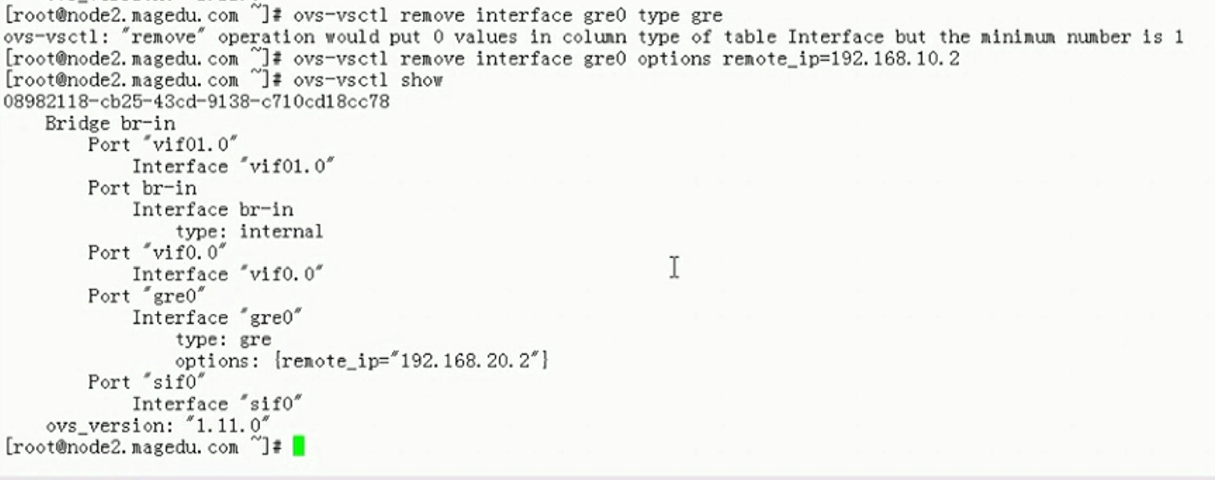 [root@node2.magedu.com ~]# ovs-vsctl remove interface gre0 type gre
ovs-vsctl: "remove" operation would put 0 values in column type of table Interface but the minimum number is 1
[root@node2.magedu.com ~]# ovs-vsctl remove interface gre0 options remote_ip=192.168.10.2
[root@node2.magedu.com ~]# ovs-vsctl show
08982118-cb25-43cd-9138-c710cd18cc78
    Bridge br-in
        Port "vif01.0"
            Interface "vif01.0"
        Port br-in
            Interface br-in
                type: internal
        Port "vif0.0"
            Interface "vif0.0"
        Port "gre0"
            Interface "gre0"
                type: gre
                options: {remote_ip="192.168.20.2"}
        Port "sif0"
            Interface "sif0"
    ovs_version: "1.11.0"
[root@node2.magedu.com ~]#